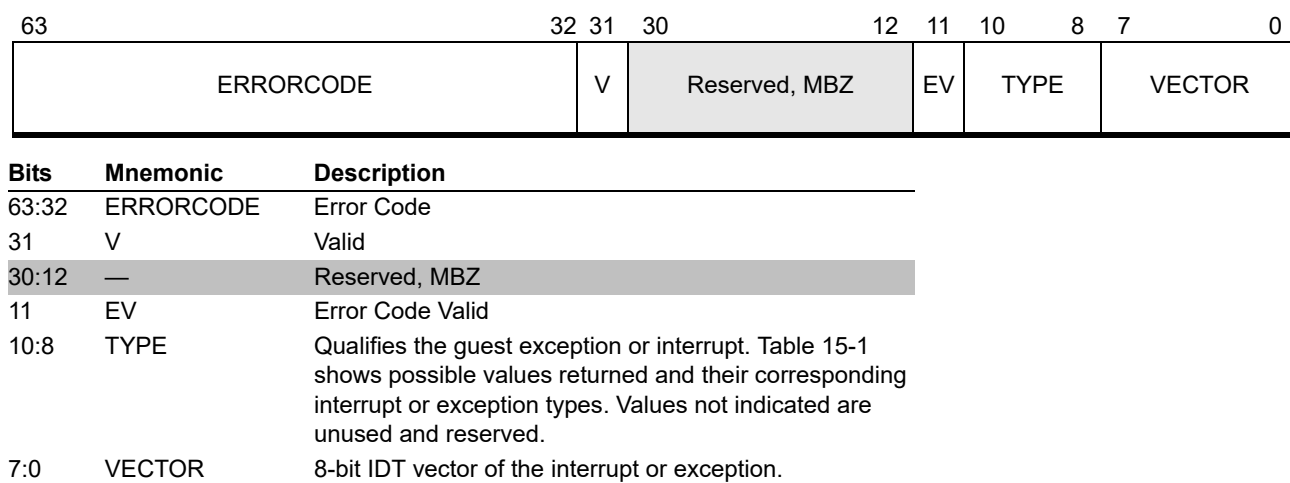 63 32 31 30 12 11 10 8 7 0
ERRORCODE V Reserved, MBZ EV TYPE VECTOR
Bits Mnemonic Description
63:32 ERRORCODE Error Code
31 V Valid
30:12 — Reserved, MBZ
11 EV Error Code Valid
10:8 TYPE Qualifies the guest exception or interrupt. Table 15-1
shows possible values returned and their corresponding
interrupt or exception types. Values not indicated are
unused and reserved.
7:0 VECTOR 8-bit IDT vector of the interrupt or exception.